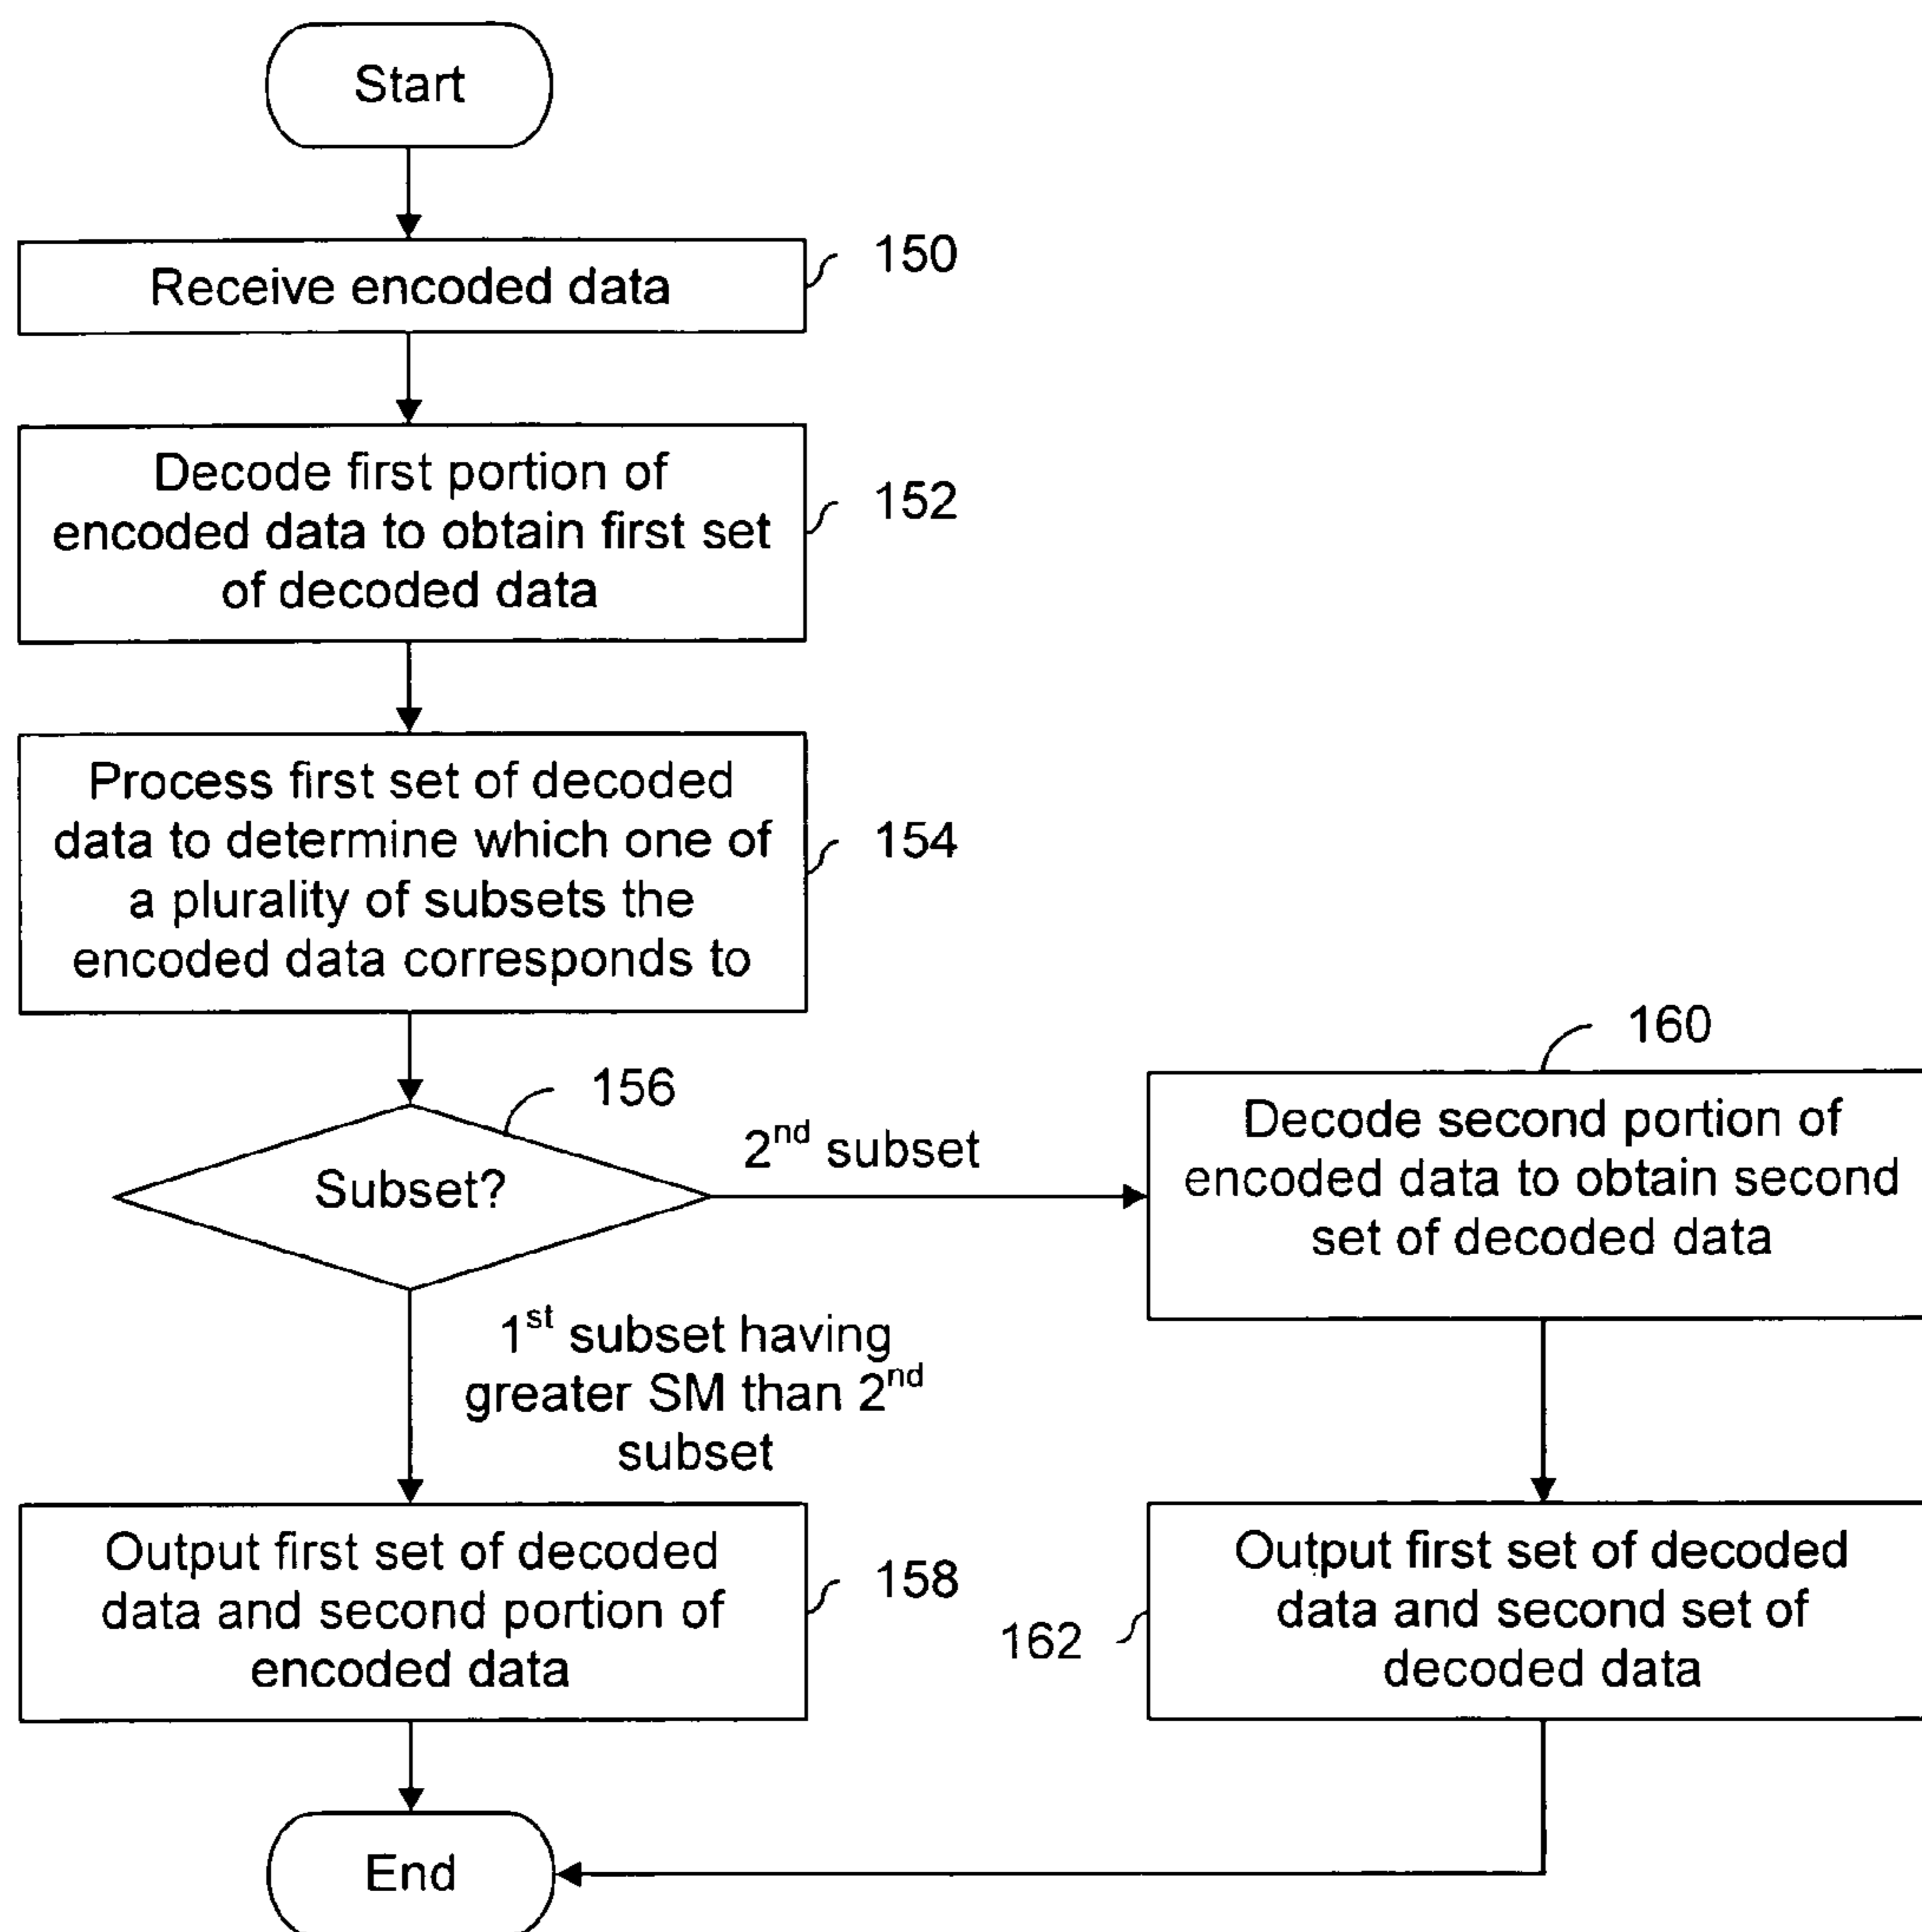 Start
Receive encoded data
150
Decode first portion of
encoded data to obtain first set
of decoded data
152
Process first set of decoded
data to determine which one of
a plurality of subsets the
encoded data corresponds to
154
Subset?
156
2nd subset
1st subset having
greater SM than 2nd
subset
160
Decode second portion of
encoded data to obtain second
set of decoded data
Output first set of decoded
data and second portion of
encoded data
158
162
Output first set of decoded
data and second set of
decoded data
End